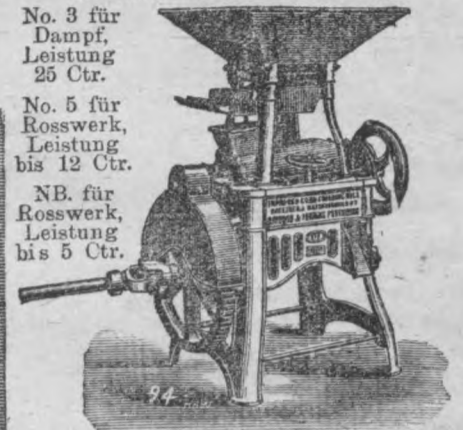 No. 3 für
Dampf,
Leistung
25 Ctr.
No. 5 für
Rosswerk,
Leistung
bis 12 Ctr.
NB. für
Rosswerk,
Leistung
bis 5 Ctr.
94